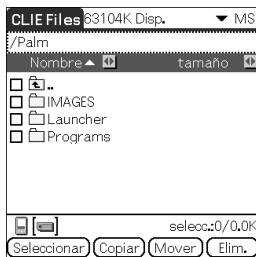 CLIE Files 63104K Disp. MS
/Palm
Nombre tamaño
..
IMAGES
Launcher
Programs
selecc.:0/0.0K
Seleccionar Copiar Mover Elim.